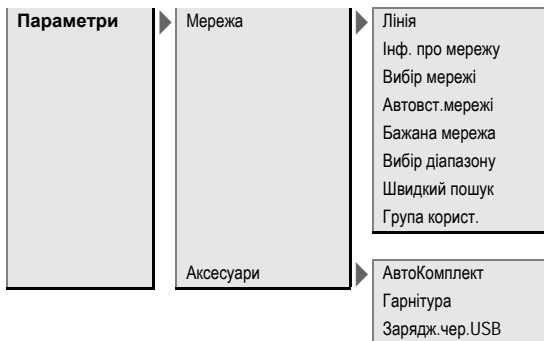 Параметри
Мережа
Лінія
Інф. про мережу
Вибір мережі
Автовст.мережі
Бажана мережа
Вибір діапазону
Швидкий пошук
Група корист.
Аксесуари
АвтоКомплект
Гарнітура
Зарядж.чер.USB